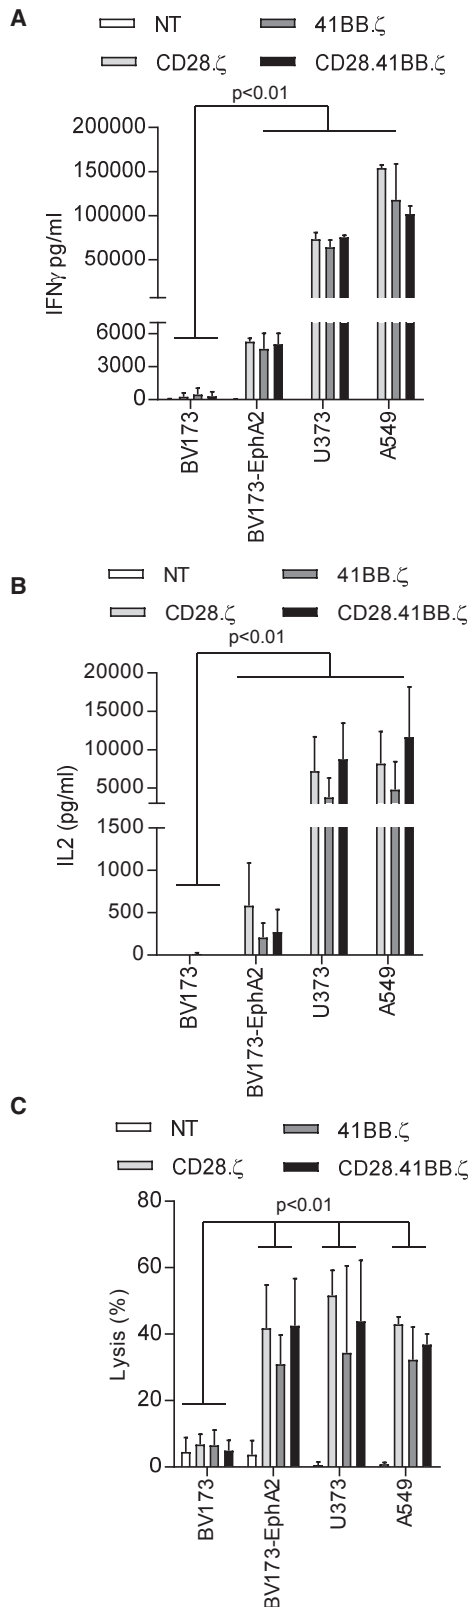 A
NT
41BB.ζ
CD28.ζ
CD28.41BB.ζ
p<0.01
200000
150000
100000
50000
6000
3000
0
IFNγ pg/ml
BV173
BV173-EphA2
U373
A549
B
NT
41BB.ζ
CD28.ζ
CD28.41BB.ζ
p<0.01
20000
15000
10000
5000
1500
1000
500
0
IL2 (pg/ml)
BV173
BV173-EphA2
U373
A549
C
NT
41BB.ζ
CD28.ζ
CD28.41BB.ζ
p<0.01
80
60
40
20
0
Lysis (%)
BV173
BV173-EphA2
U373
A549